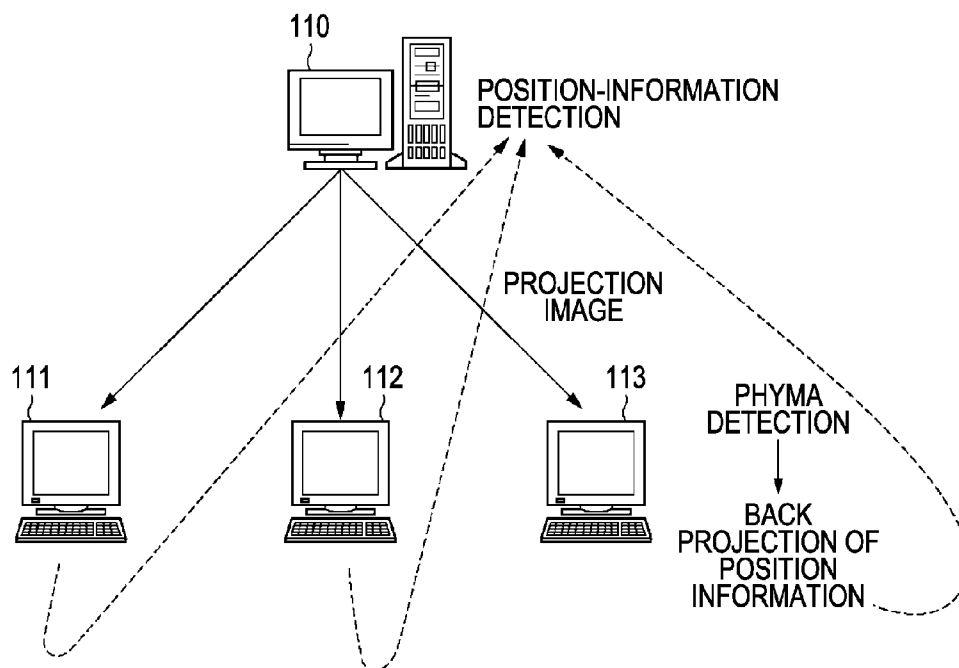 110
POSITION-INFORMATION
DETECTION
PROJECTION
IMAGE
111
112
113
PHYMA
DETECTION
BACK
PROJECTION OF
POSITION
INFORMATION